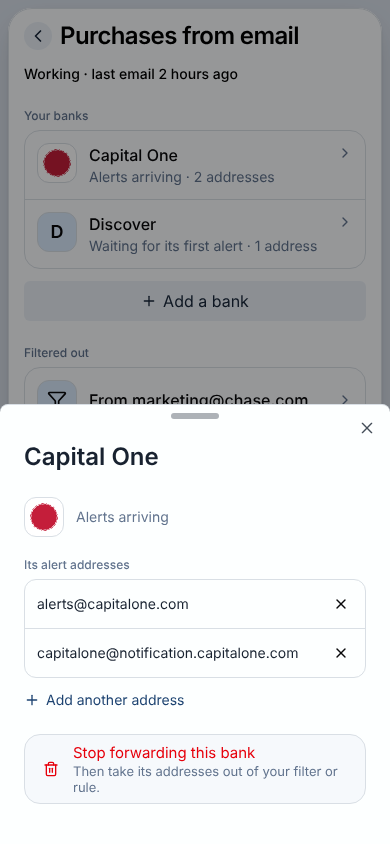 Purchases from email
Working · last email 2 hours ago
Your banks
Capital One
Alerts arriving · 2 addresses
D
Discover
Waiting for its first alert · 1 address
+ Add a bank
Filtered out
From marketing@chase.com
Capital One
Alerts arriving
Its alert addresses
alerts@capitalone.com
capitalone@notification.capitalone.com
+ Add another address
Stop forwarding this bank
Then take its addresses out of your filter or
rule.